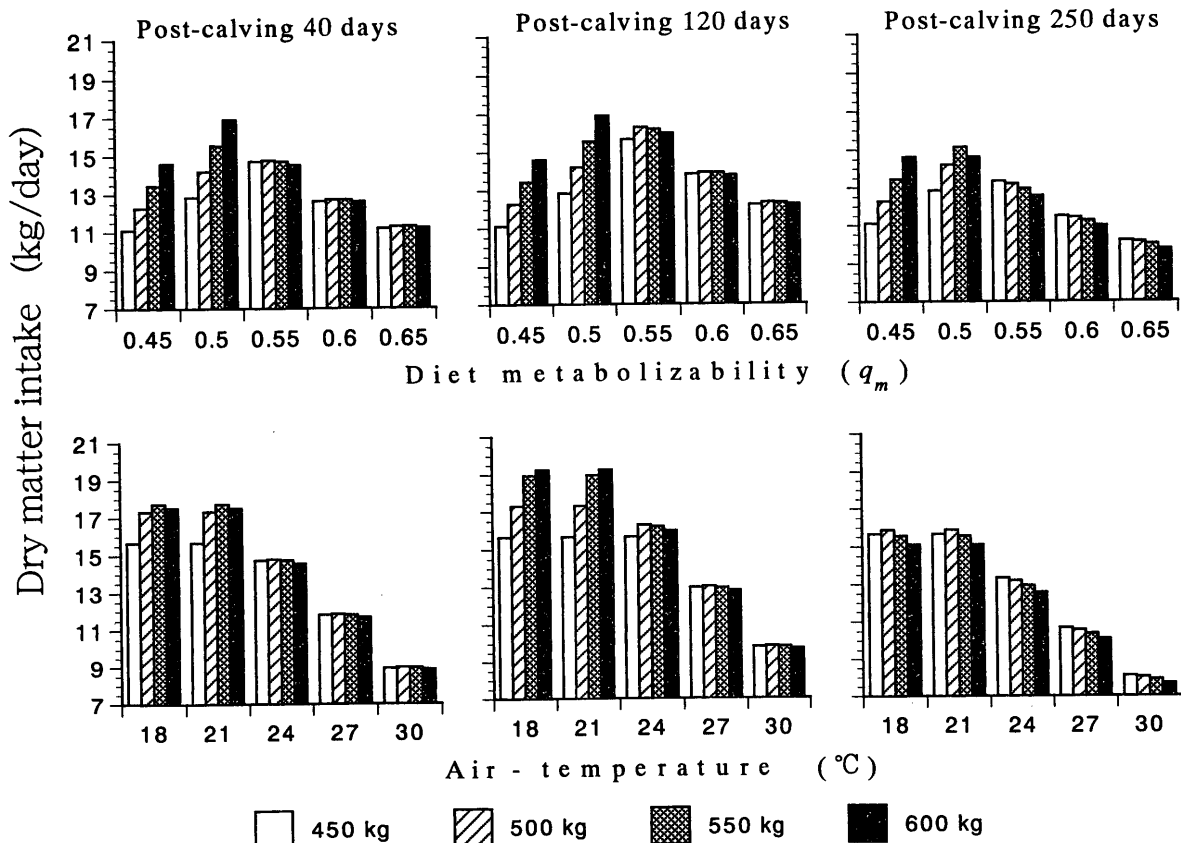 Post-calving 40 days
Post-calving 120 days
Post-calving 250 days
Dry matter intake (kg/day)
21
19
17
15
13
11
9
7
0.45 0.5 0.55 0.6 0.65
0.45 0.5 0.55 0.6 0.65
0.45 0.5 0.55 0.6 0.65
Diet metabolizability (qm)
21
19
17
15
13
11
9
7
18 21 24 27 30
18 21 24 27 30
18 21 24 27 30
Air-temperature (℃)
450 kg
500 kg
550 kg
600 kg